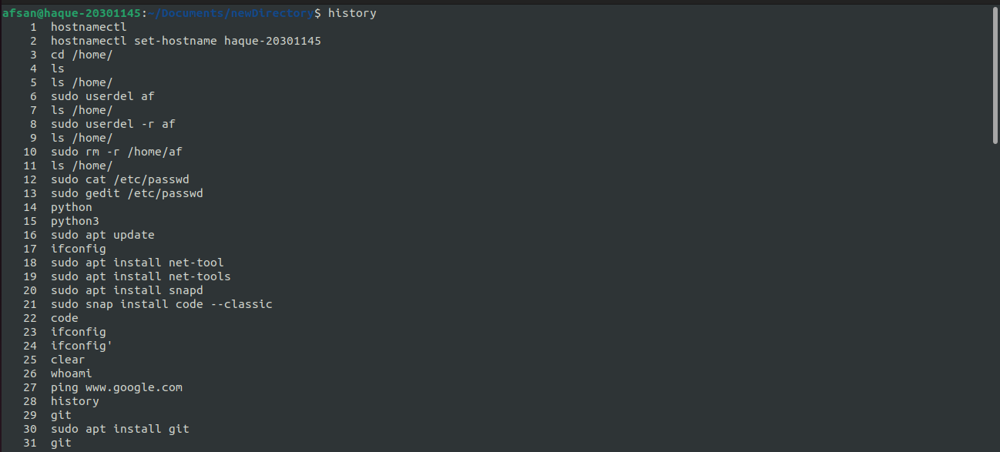 afsan@haque-20301145:~/Documents/newDirectory$ history
1 hostnamectl
2 hostnamectl set-hostname haque-20301145
3 cd /home/
4 ls
5 ls /home/
6 sudo userdel af
7 ls /home/
8 sudo userdel -r af
9 ls /home/
10 sudo rm -r /home/af
11 ls /home/
12 sudo cat /etc/passwd
13 sudo gedit /etc/passwd
14 python
15 python3
16 sudo apt update
17 ifconfig
18 sudo apt install net-tool
19 sudo apt install net-tools
20 sudo apt install snapd
21 sudo snap install code --classic
22 code
23 ifconfig
24 ifconfig'
25 clear
26 whoami
27 ping www.google.com
28 history
29 git
30 sudo apt install git
31 git